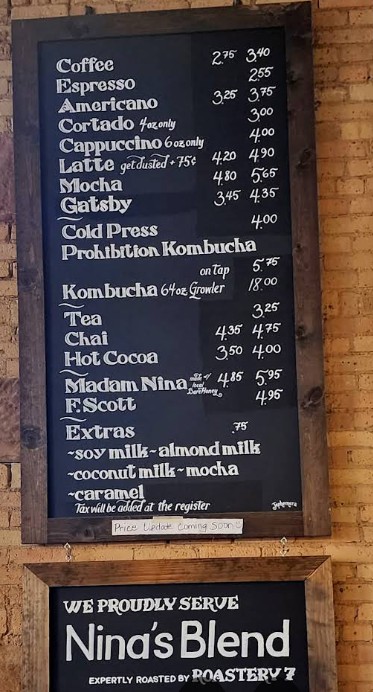 Coffee 2.75 3.40
Espresso 2.55
Americano 3.25 3.75
Cortado 4oz only 3.00
Cappuccino 6oz only 4.00
Latte get dusted +75¢ 4.20 4.90
Mocha 4.80 5.65
Gatsby 3.45 4.35
Cold Press 4.00
Prohibition Kombucha
on tap 5.75
Kombucha 64oz Growler 18.00
Tea 3.25
Chai 4.35 4.75
Hot Cocoa 3.50 4.00
Madam Nina made w/ local 4.85 5.95
F. Scott 4.95
Extras .75
~soy milk~almond milk
~coconut milk~mocha
~caramel
Tax will be added at the register
Price Update Coming Soon
WE PROUDLY SERVE
Nina's Blend
EXPERTLY ROASTED BY ROASTERY 7